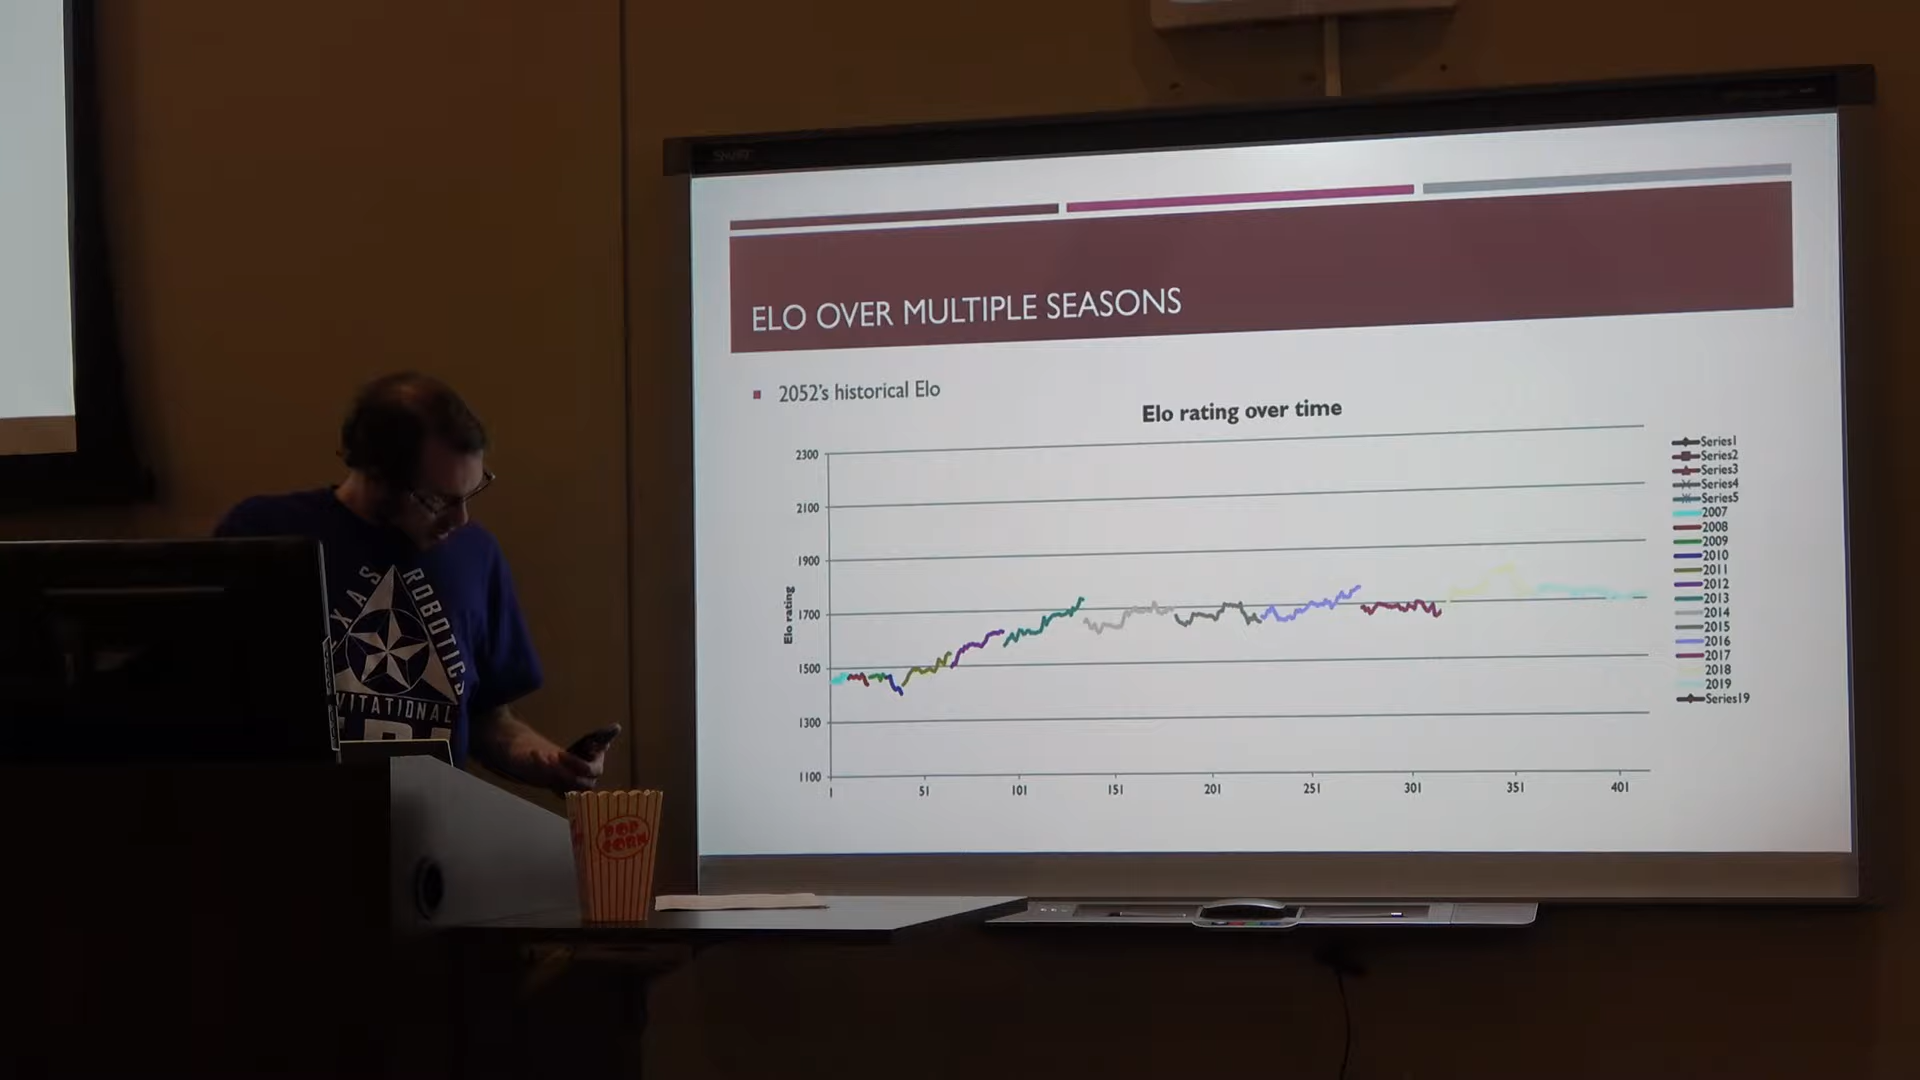 SMART
ELO OVER MULTIPLE SEASONS
2052's historical Elo
Elo rating over time
Elo rating
2300
2100
1900
1700
1500
1300
1100
1
51
101
151
201
251
301
351
401
Series1
Series2
Series3
Series4
Series5
2007
2008
2009
2010
2011
2012
2013
2014
2015
2016
2017
2018
2019
Series19
XAS ROBOTICS
VITATIONAL
POP
CORN